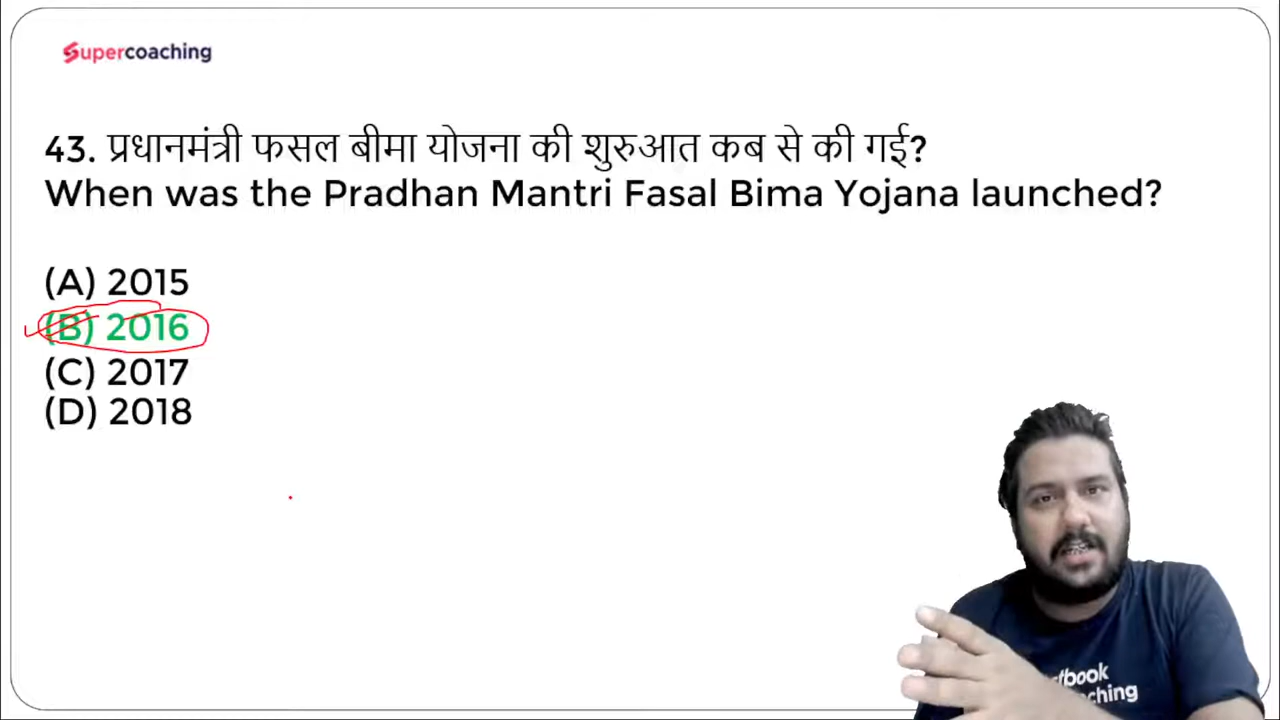 Supercoaching
43. प्रधानमंत्री फसल बीमा योजना की शुरुआत कब से की गई?
When was the Pradhan Mantri Fasal Bima Yojana launched?
(A) 2015
(B) 2016
(C) 2017
(D) 2018